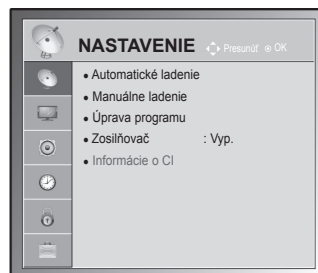 NASTAVENIE Presunúť OK
• Automatické ladenie
• Manuálne ladenie
• Úprava programu
• Zosilňovač : Vyp.
• Informácie o CI